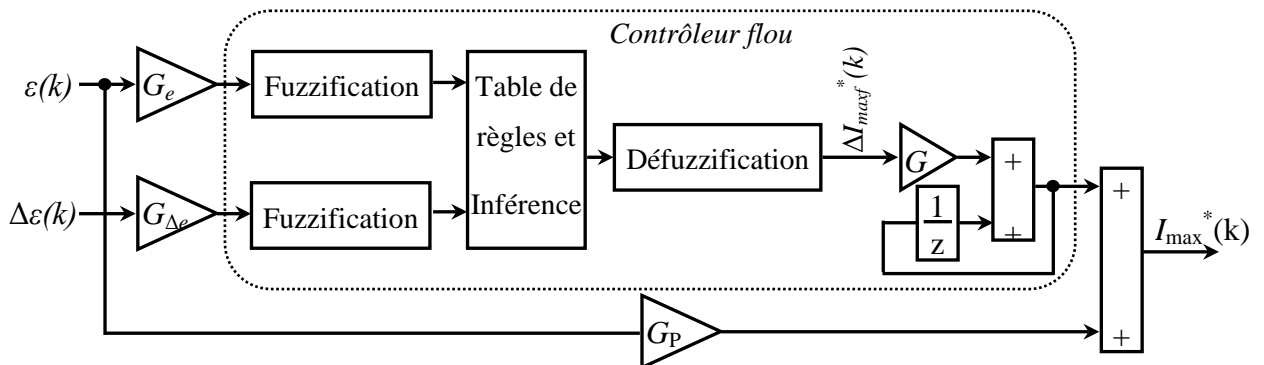 Contrôleur flou
ε(k)
G_e
Fuzzification
Table de
règles et
Inférence
Défuzzification
ΔI_maxf^*(k)
G
+
+
1
z
Δε(k)
G_Δe
Fuzzification
+
+
I_max^*(k)
G_P